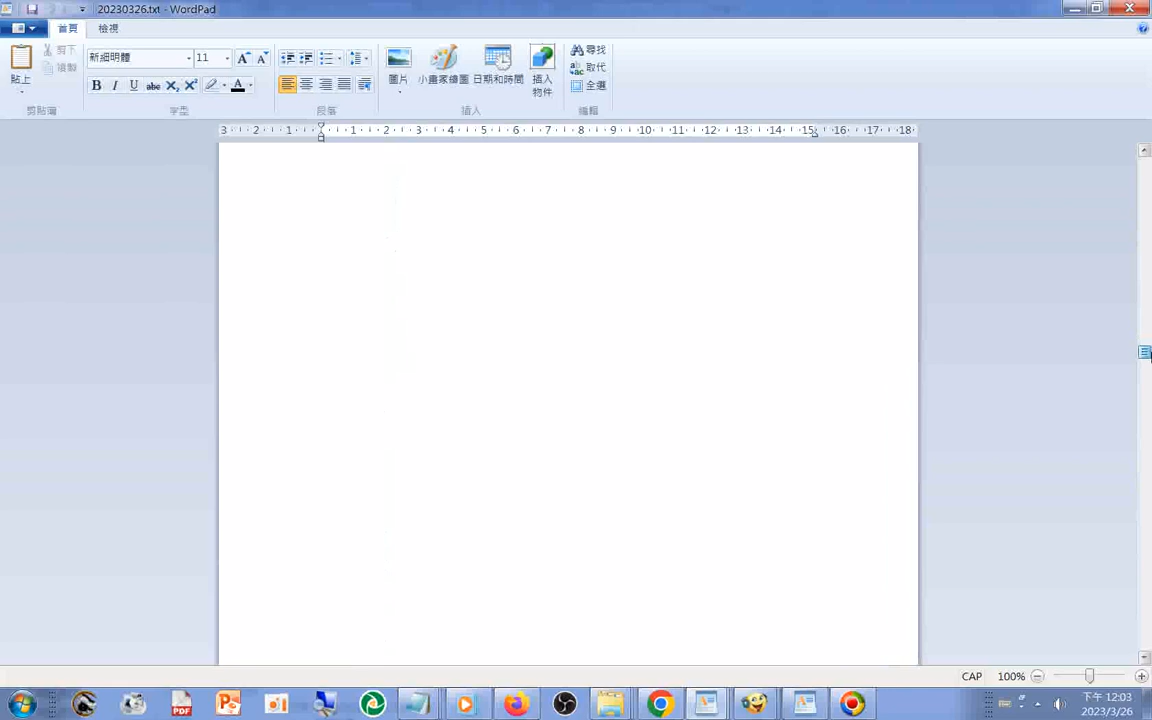 20230326.txt - WordPad
首頁 檢視
貼上
剪下
複製
剪貼簿
新細明體 11
B I U abc X₂ X² A
字型
段落
圖片
小畫家繪圖
日期和時間
插入
物件
插入
尋找
取代
全選
編輯
3 2 1 1 2 3 4 5 6 7 8 9 10 11 12 13 14 15 16 17 18
CAP 100%
PDF
下午 12:03
2023/3/26